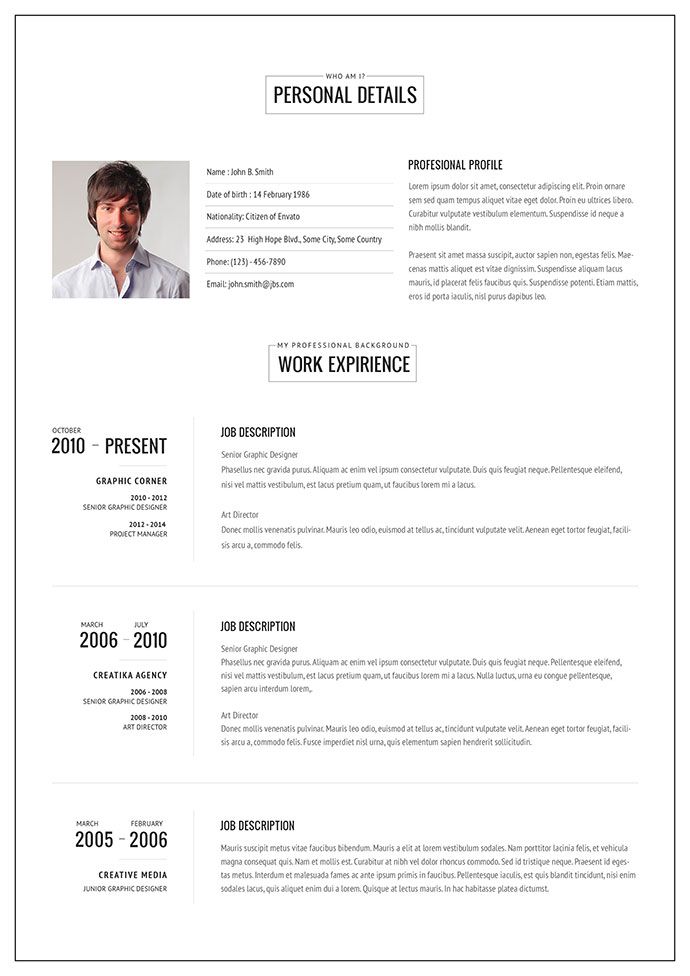 WHO AM I?
PERSONAL DETAILS
Name : John B. Smith
Date of birth : 14 February 1986
Nationality: Citizen of Envato
Address: 23 High Hope Blvd., Some City, Some Country
Phone: (123) - 456-7890
Email: john.smith@jbs.com
PROFESIONAL PROFILE
Lorem ipsum dolor sit amet, consectetur adipiscing elit. Proin ornare
sem sed quam tempus aliquet vitae eget dolor. Proin eu ultrices libero.
Curabitur vulputate vestibulum elementum. Suspendisse id neque a
nibh mollis blandit.
Praesent sit amet massa suscipit, auctor sapien non, egestas felis. Mae-
cenas mattis aliquet est vitae dignissim. Suspendisse aliquam lacus
mauris, id placerat felis faucibus quis. Suspendisse potenti. Etiam mattis,
eros id porta iaculis, nisl purus dapibus leo.
MY PROFESSIONAL BACKGROUND
WORK EXPIRIENCE
OCTOBER
2010 – PRESENT
GRAPHIC CORNER
2010 - 2012
SENIOR GRAPHIC DESIGNER
2012 - 2014
PROJECT MANAGER
JOB DESCRIPTION
Senior Graphic Designer
Phasellus nec gravida purus. Aliquam ac enim vel ipsum consectetur vulputate. Duis quis feugiat neque. Pellentesque eleifend,
nisi vel mattis vestibulum, est lacus pretium quam, ut faucibus lorem mi a lacus.
Art Director
Donec mollis venenatis pulvinar. Mauris leo odio, euismod at tellus ac, tincidunt vulputate velit. Aenean eget tortor feugiat, facili-
sis arcu a, commodo felis.
MARCH JULY
2006 – 2010
CREATIKA AGENCY
2006 - 2008
SENIOR GRAPHIC DESIGNER
2008 - 2010
ART DIRECTOR
JOB DESCRIPTION
Senior Graphic Designer
Phasellus nec gravida purus. Aliquam ac enim vel ipsum consectetur vulputate. Duis quis feugiat neque. Pellentesque eleifend,
nisi vel mattis vestibulum, est lacus pretium quam, ut faucibus lorem mi a lacus. Nulla luctus, urna eu congue pellentesque,
sapien arcu interdum lorem,.
Art Director
Donec mollis venenatis pulvinar. Mauris leo odio, euismod at tellus ac, tincidunt vulputate velit. Aenean eget tortor feugiat, facili-
sis arcu a, commodo felis. Fusce imperdiet nisl urna, quis elementum sapien hendrerit sollicitudin.
MARCH FEBRUARY
2005 – 2006
CREATIVE MEDIA
JUNIOR GRAPHIC DESIGNER
JOB DESCRIPTION
Mauris suscipit metus vitae faucibus bibendum. Mauris a elit at lorem vestibulum sodales. Nam porttitor lacinia felis, et vehicula
magna consequat quis. Nam et mollis est. Curabitur at nibh vel dolor rhoncus commodo. Sed id tristique neque. Praesent id eges-
tas metus. Interdum et malesuada fames ac ante ipsum primis in faucibus. Pellentesque iaculis, est quis blandit tincidunt, nisi enim
sodales lacus, quis aliquet enim dui a lorem. Quisque at lectus mauris. In hac habitasse platea dictumst.